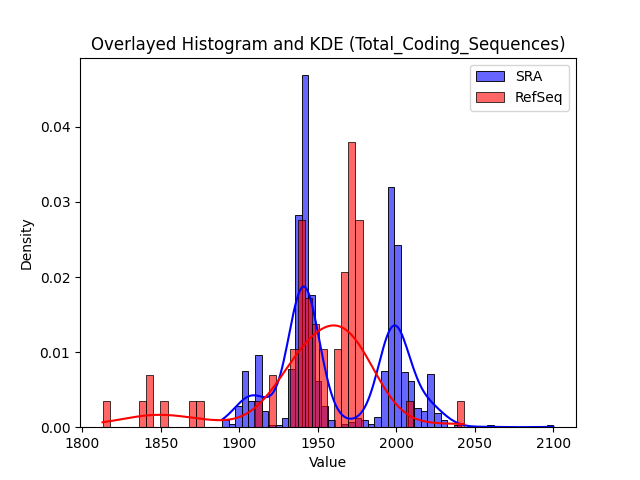 Overlayed Histogram and KDE (Total_Coding_Sequences)
SRA
RefSeq
0.04
0.03
0.02
0.01
0.00
Density
1800 1850 1900 1950 2000 2050 2100
Value